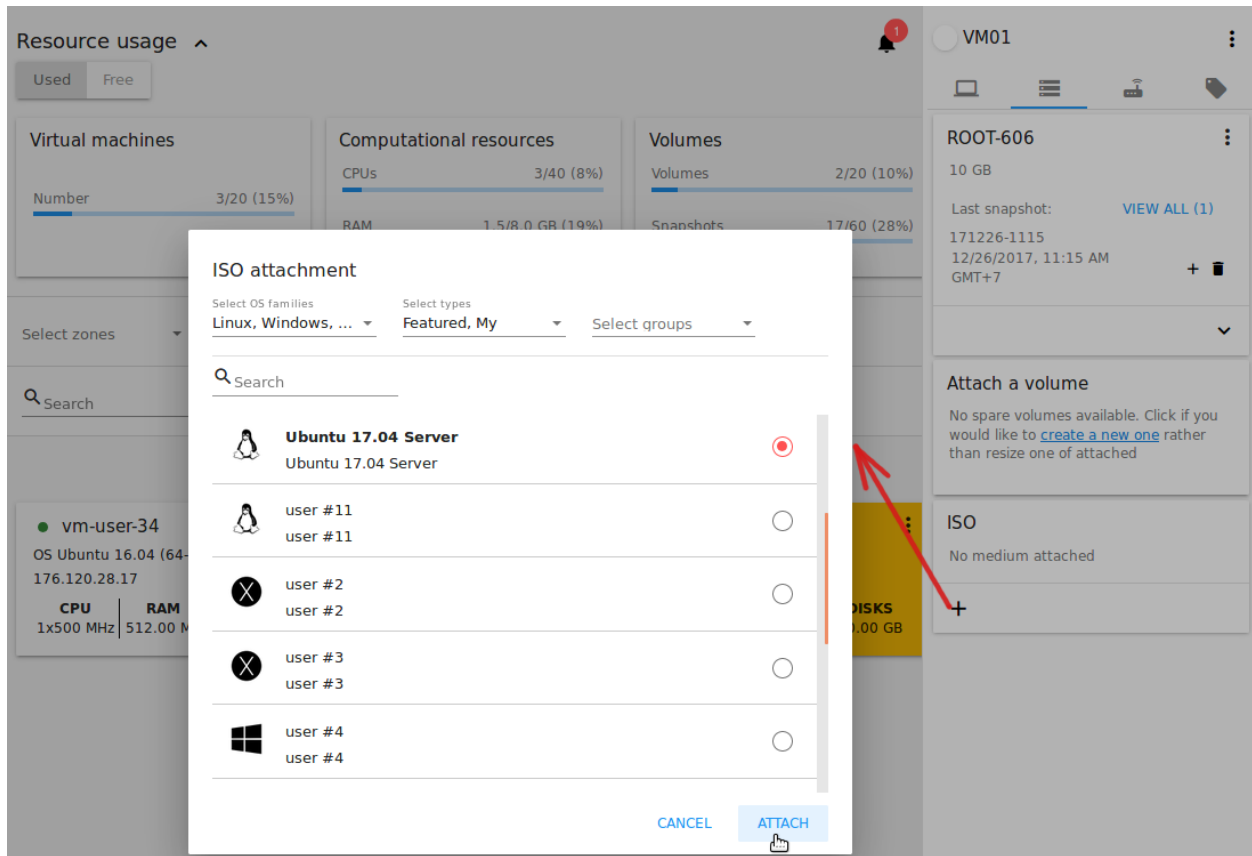 Resource usage
1
Used Free
Virtual machines
Number 3/20 (15%)
Computational resources
CPUs 3/40 (8%)
RAM 1.5/8.0 GB (19%)
Volumes
Volumes 2/20 (10%)
Snapshots 17/60 (28%)
Select zones
Search
vm-user-34
OS Ubuntu 16.04 (64-
176.120.28.17
CPU RAM
1x500 MHz 512.00 M
DISKS
0.00 GB
ISO attachment
Select OS families Select types
Linux, Windows, ... Featured, My Select groups
Search
Ubuntu 17.04 Server
Ubuntu 17.04 Server
user #11
user #11
user #2
user #2
user #3
user #3
user #4
user #4
CANCEL ATTACH
VM01
ROOT-606
10 GB
Last snapshot: VIEW ALL (1)
171226-1115
12/26/2017, 11:15 AM
GMT+7
Attach a volume
No spare volumes available. Click if you
would like to create a new one rather
than resize one of attached
ISO
No medium attached